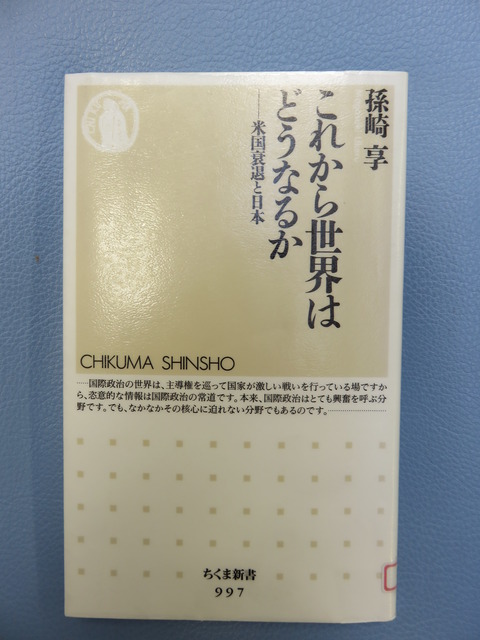 孫崎 享
これから世界は
どうなるか
──米国衰退と日本
CHIKUMA SHINSHO
……国際政治の世界は、主導権を巡って国家が激しい戦いを行っている場ですか
ら、恣意的な情報は国際政治の常道です。本来、国際政治はとても興奮を呼ぶ分
野です。でも、なかなかその核心に迫れない分野でもあるのです。…………
ちくま新書
997